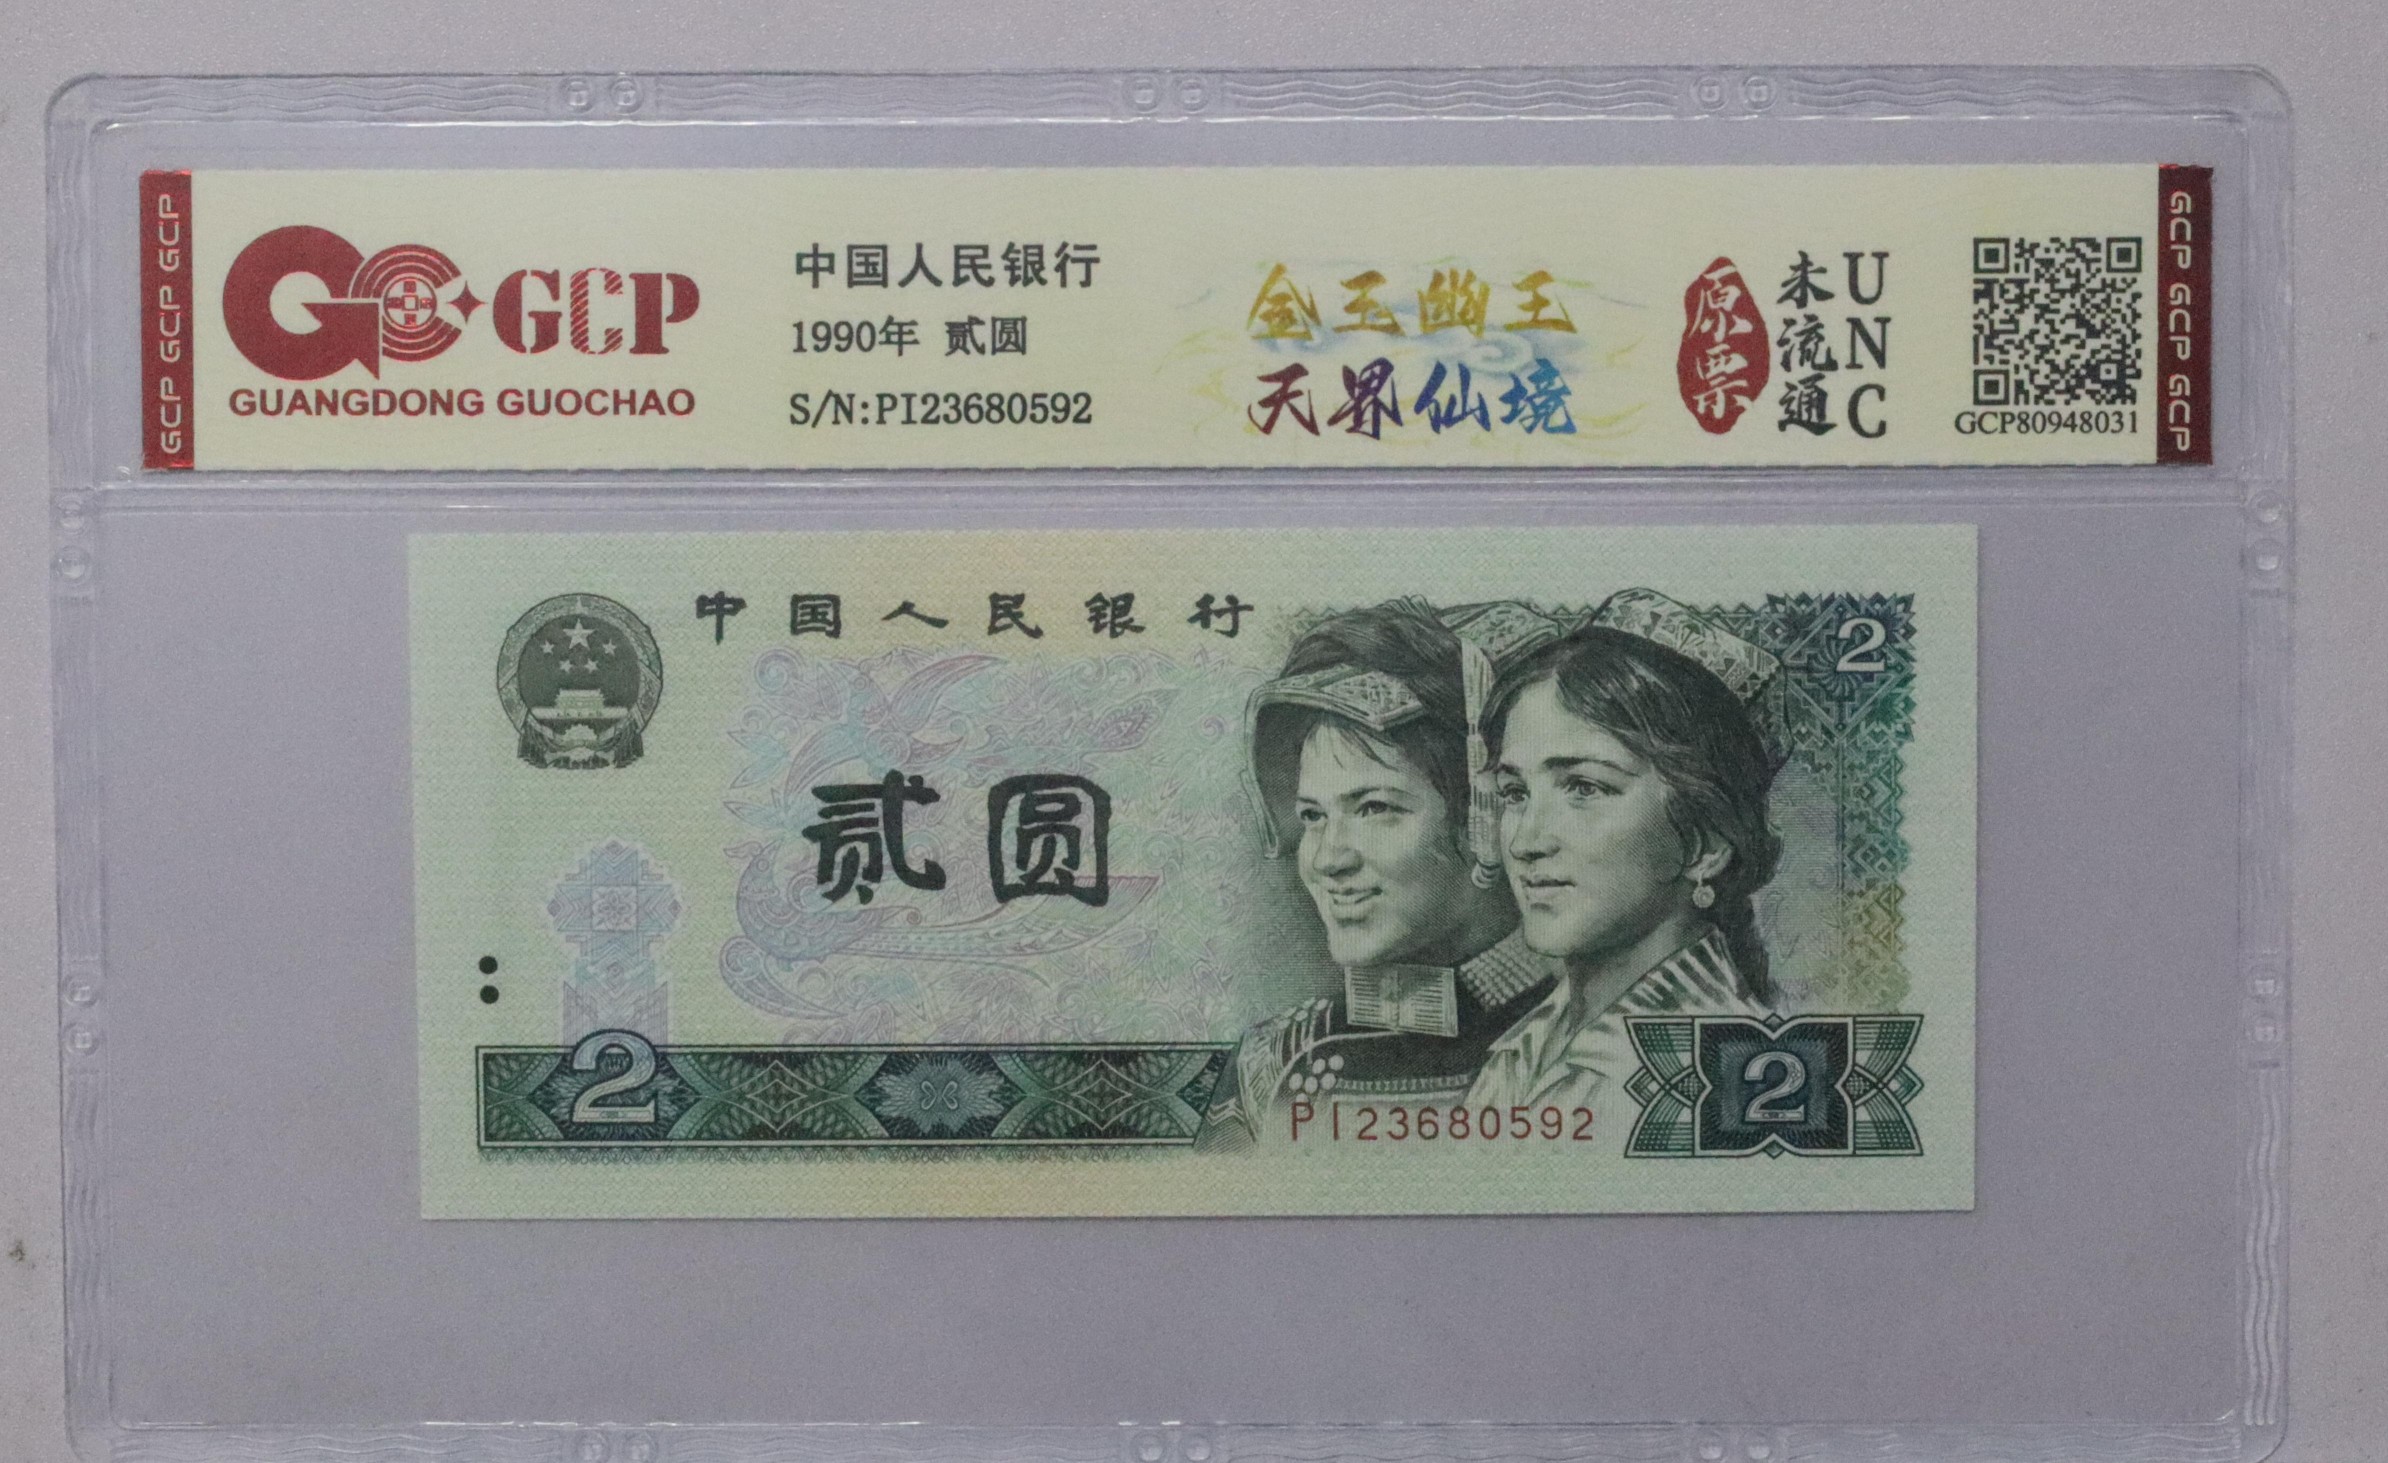 GCP GCP GCP
GCP
GUANGDONG GUOCHAO
中国人民银行
1990年 贰圆
S/N:PI23680592
金玉幽王
天界仙境
原票
未流通
UNC
GCP80948031
GCP GCP GCP
中国人民银行
2
贰圆
2
PI23680592
2